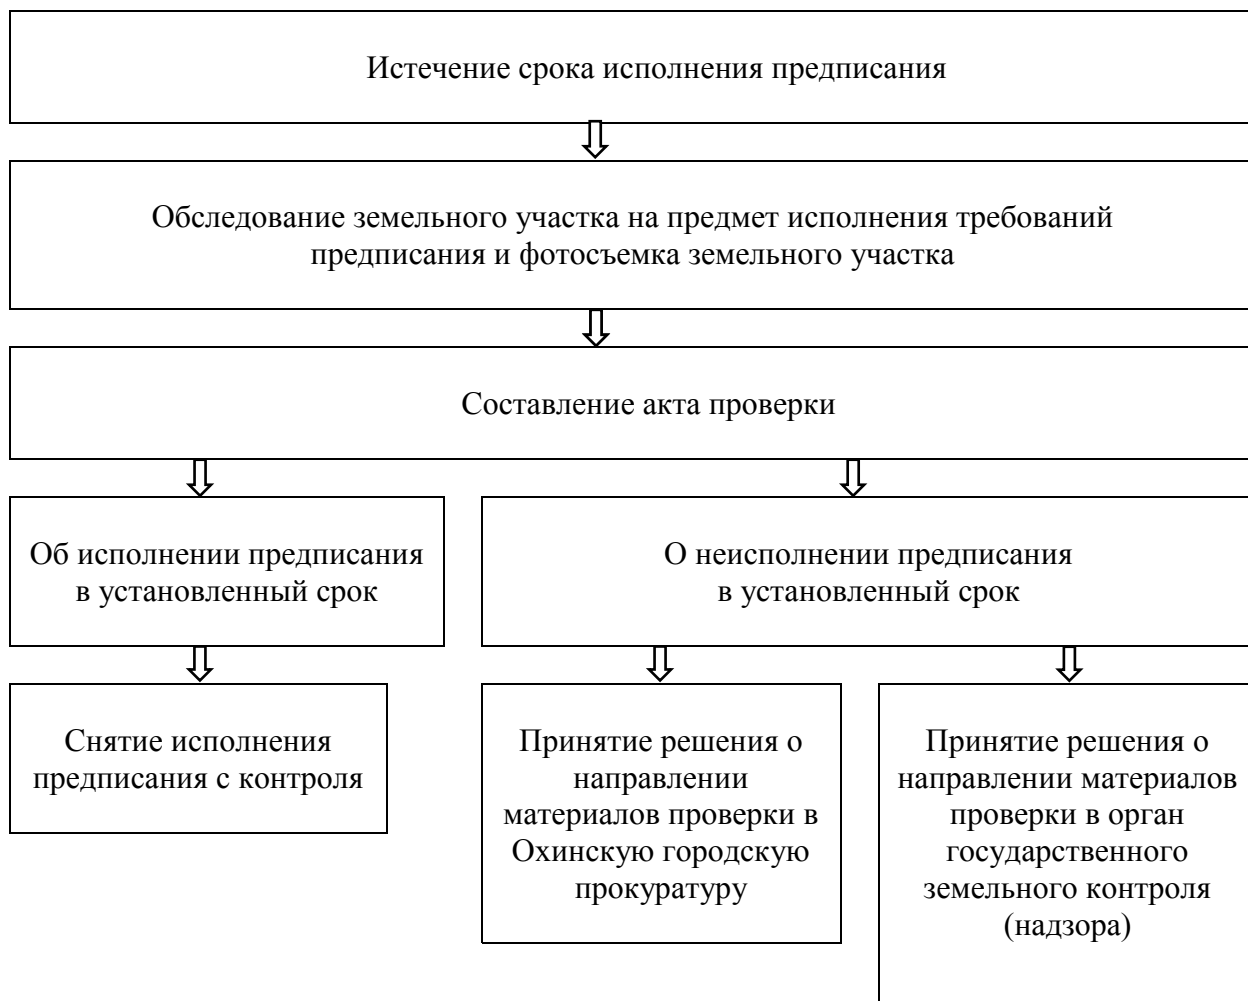 Истечение срока исполнения предписания
Обследование земельного участка на предмет исполнения требований
предписания и фотосъемка земельного участка
Составление акта проверки
Об исполнении предписания
в установленный срок
О неисполнении предписания
в установленный срок
Снятие исполнения
предписания с контроля
Принятие решения о
направлении
материалов проверки в
Охинскую городскую
прокуратуру
Принятие решения о
направлении материалов
проверки в орган
государственного
земельного контроля
(надзора)